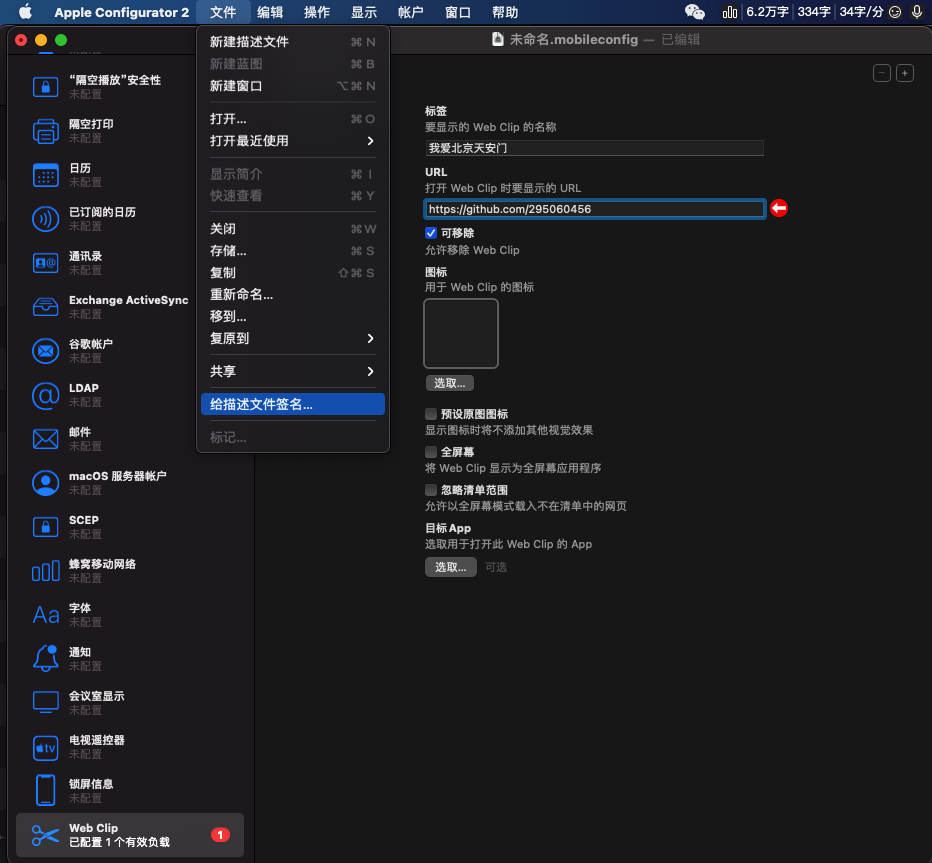 Apple Configurator 2 文件 编辑 操作 显示 帐户 窗口 帮助 6.2万字 334字 34字/分
未命名.mobileconfig — 已编辑
“隔空播放”安全性
未配置
隔空打印
未配置
日历
未配置
已订阅的日历
未配置
通讯录
未配置
Exchange ActiveSync
未配置
谷歌帐户
未配置
LDAP
未配置
邮件
未配置
macOS 服务器帐户
未配置
SCEP
未配置
蜂窝移动网络
未配置
字体
未配置
通知
未配置
会议室显示
未配置
电视遥控器
未配置
锁屏信息
未配置
Web Clip
已配置 1 个有效负载
1
新建描述文件 ⌘ N
新建蓝图 ⌘ B
新建窗口 ⌥⌘ N
打开... ⌘ O
打开最近使用
显示简介 ⌘ I
快速查看 ⌘ Y
关闭 ⌘ W
存储... ⌘ S
复制 ⇧⌘ S
重新命名...
移到...
复原到
共享
给描述文件签名...
标记...
标签
要显示的 Web Clip 的名称
我爱北京天安门
URL
打开 Web Clip 时要显示的 URL
https://github.com/295060456
可移除
允许移除 Web Clip
图标
用于 Web Clip 的图标
选取...
预设原图图标
显示图标时将不添加其他视觉效果
全屏幕
将 Web Clip 显示为全屏幕应用程序
忽略清单范围
允许以全屏幕模式载入不在清单中的网页
目标 App
选取用于打开此 Web Clip 的 App
选取... 可选